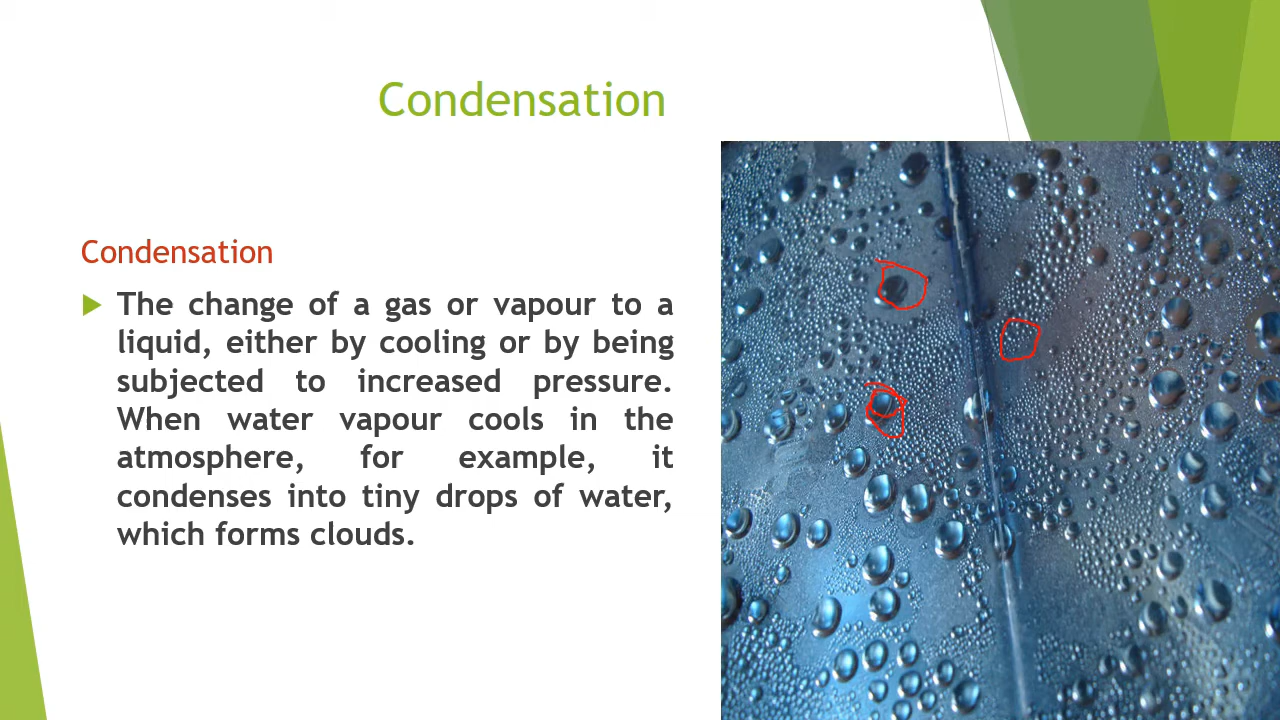 Condensation
Condensation
The change of a gas or vapour to a
liquid, either by cooling or by being
subjected to increased pressure.
When water vapour cools in the
atmosphere, for example, it
condenses into tiny drops of water,
which forms clouds.